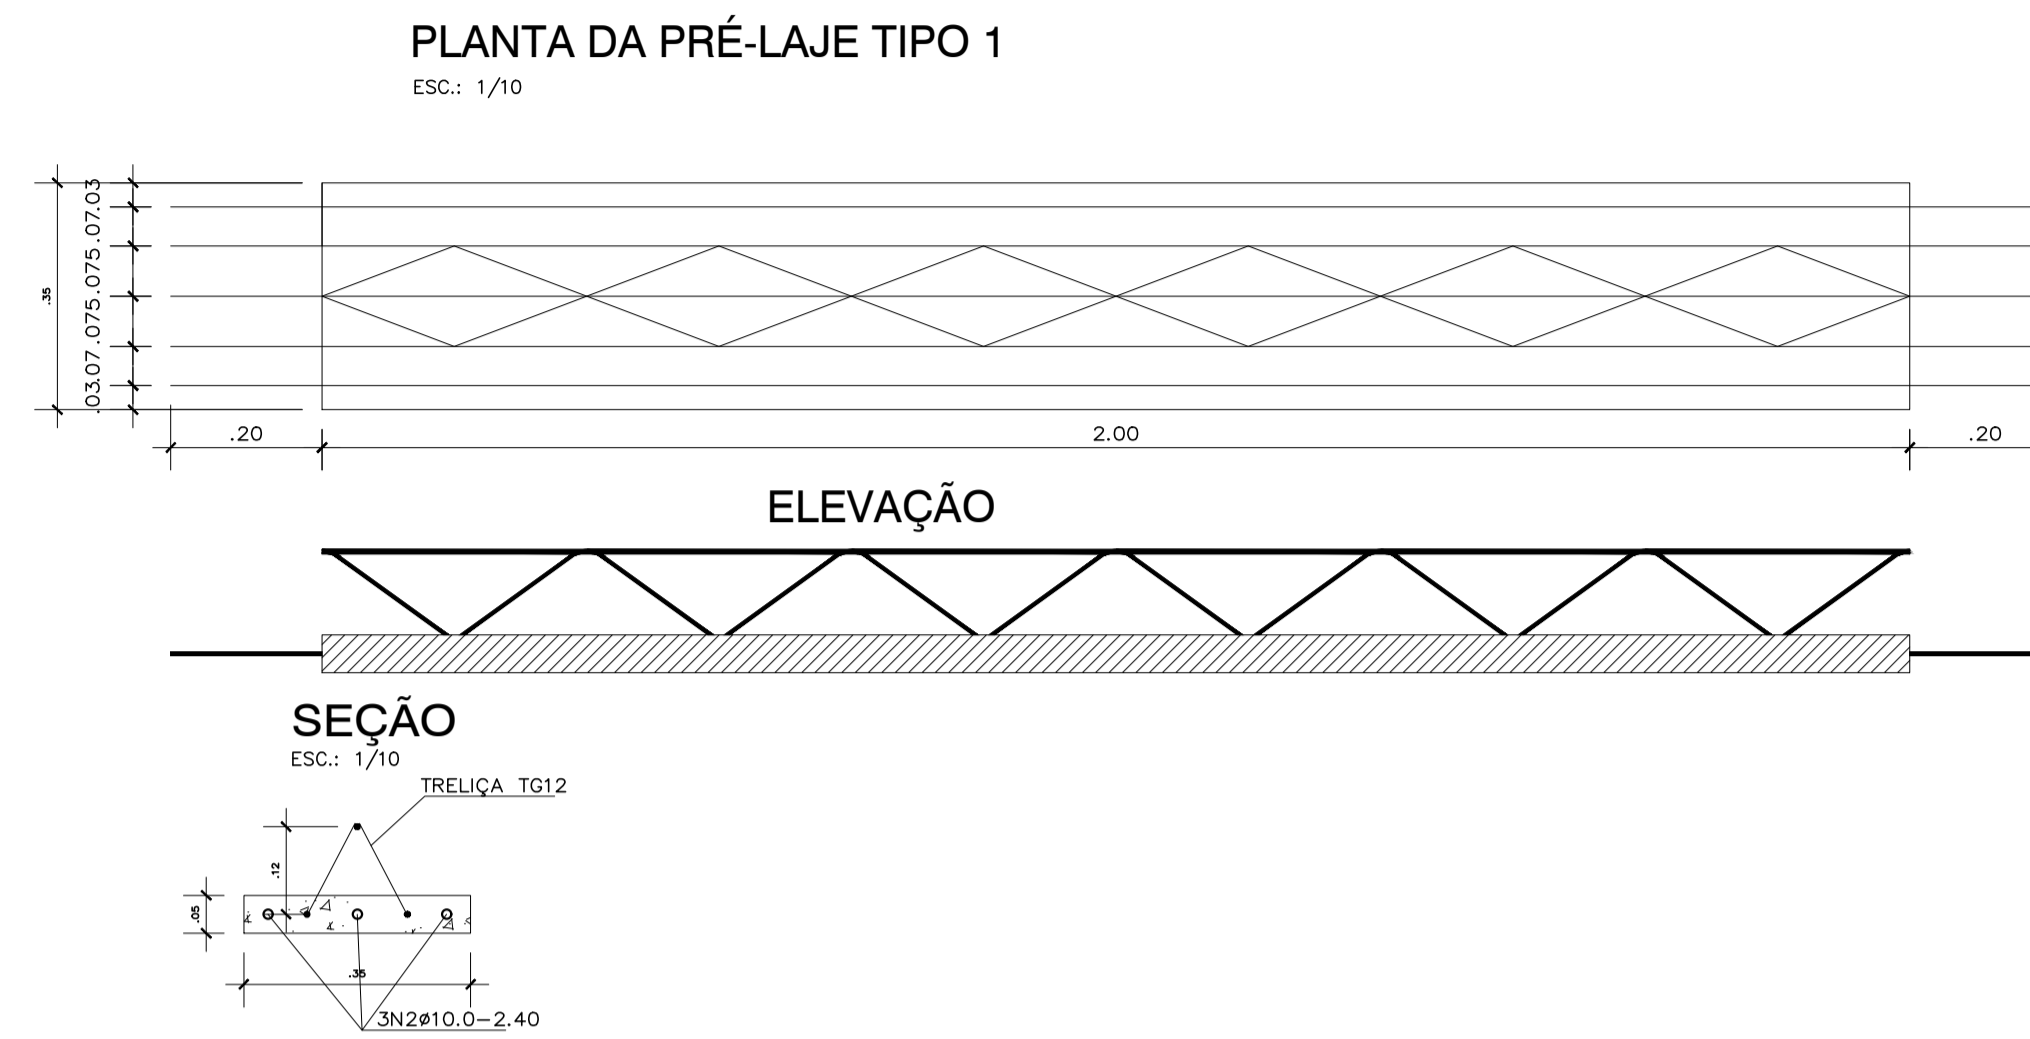 PLANTA DA PRÉ-LAJE TIPO 1
ESC.: 1/10
.35
.03.07.075.075.07.03
.20
2.00
.20
ELEVAÇÃO
SEÇÃO
ESC.: 1/10
TRELIÇA TG12
.12
.05
.35
3N2ø10.0-2.40